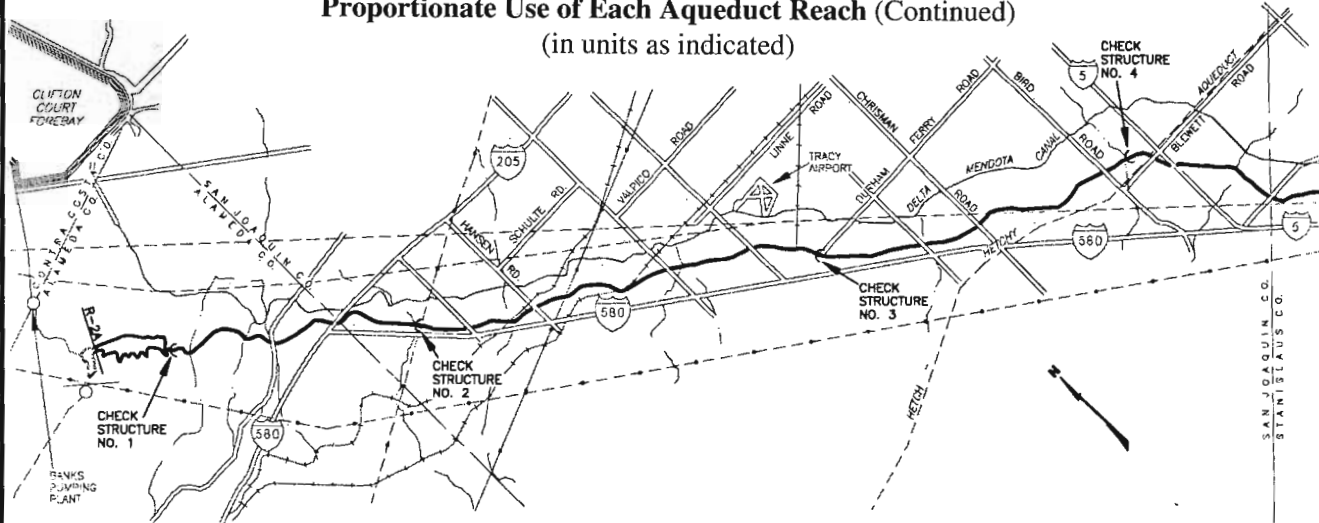 Proportionate Use of Each Aqueduct Reach (Continued)
(in units as indicated)
CLIFTON
COURT
FOREBAY
CONTRA COSTA CO.
ALAMEDA CO.
SAN JOAQUIN CO.
ALAMEDA CO.
R-2A
CHECK
STRUCTURE
NO. 1
BANKS
PUMPING
PLANT
580
205
HANSEN
RD.
SCHULTE RD.
CHECK
STRUCTURE
NO. 2
VALPICO
ROAD
580
LINNE
ROAD
TRACY
AIRPORT
CHRISMAN
ROAD
DURHAM
FERRY
ROAD
CHECK
STRUCTURE
NO. 3
DELTA
MENDOTA
CANAL
BIRD
ROAD
HETCH
HETCHY
AQUEDUCT
580
5
CHECK
STRUCTURE
NO. 4
BLEWETT
ROAD
5
N
SAN JOAQUIN CO.
STANISLAUS CO.